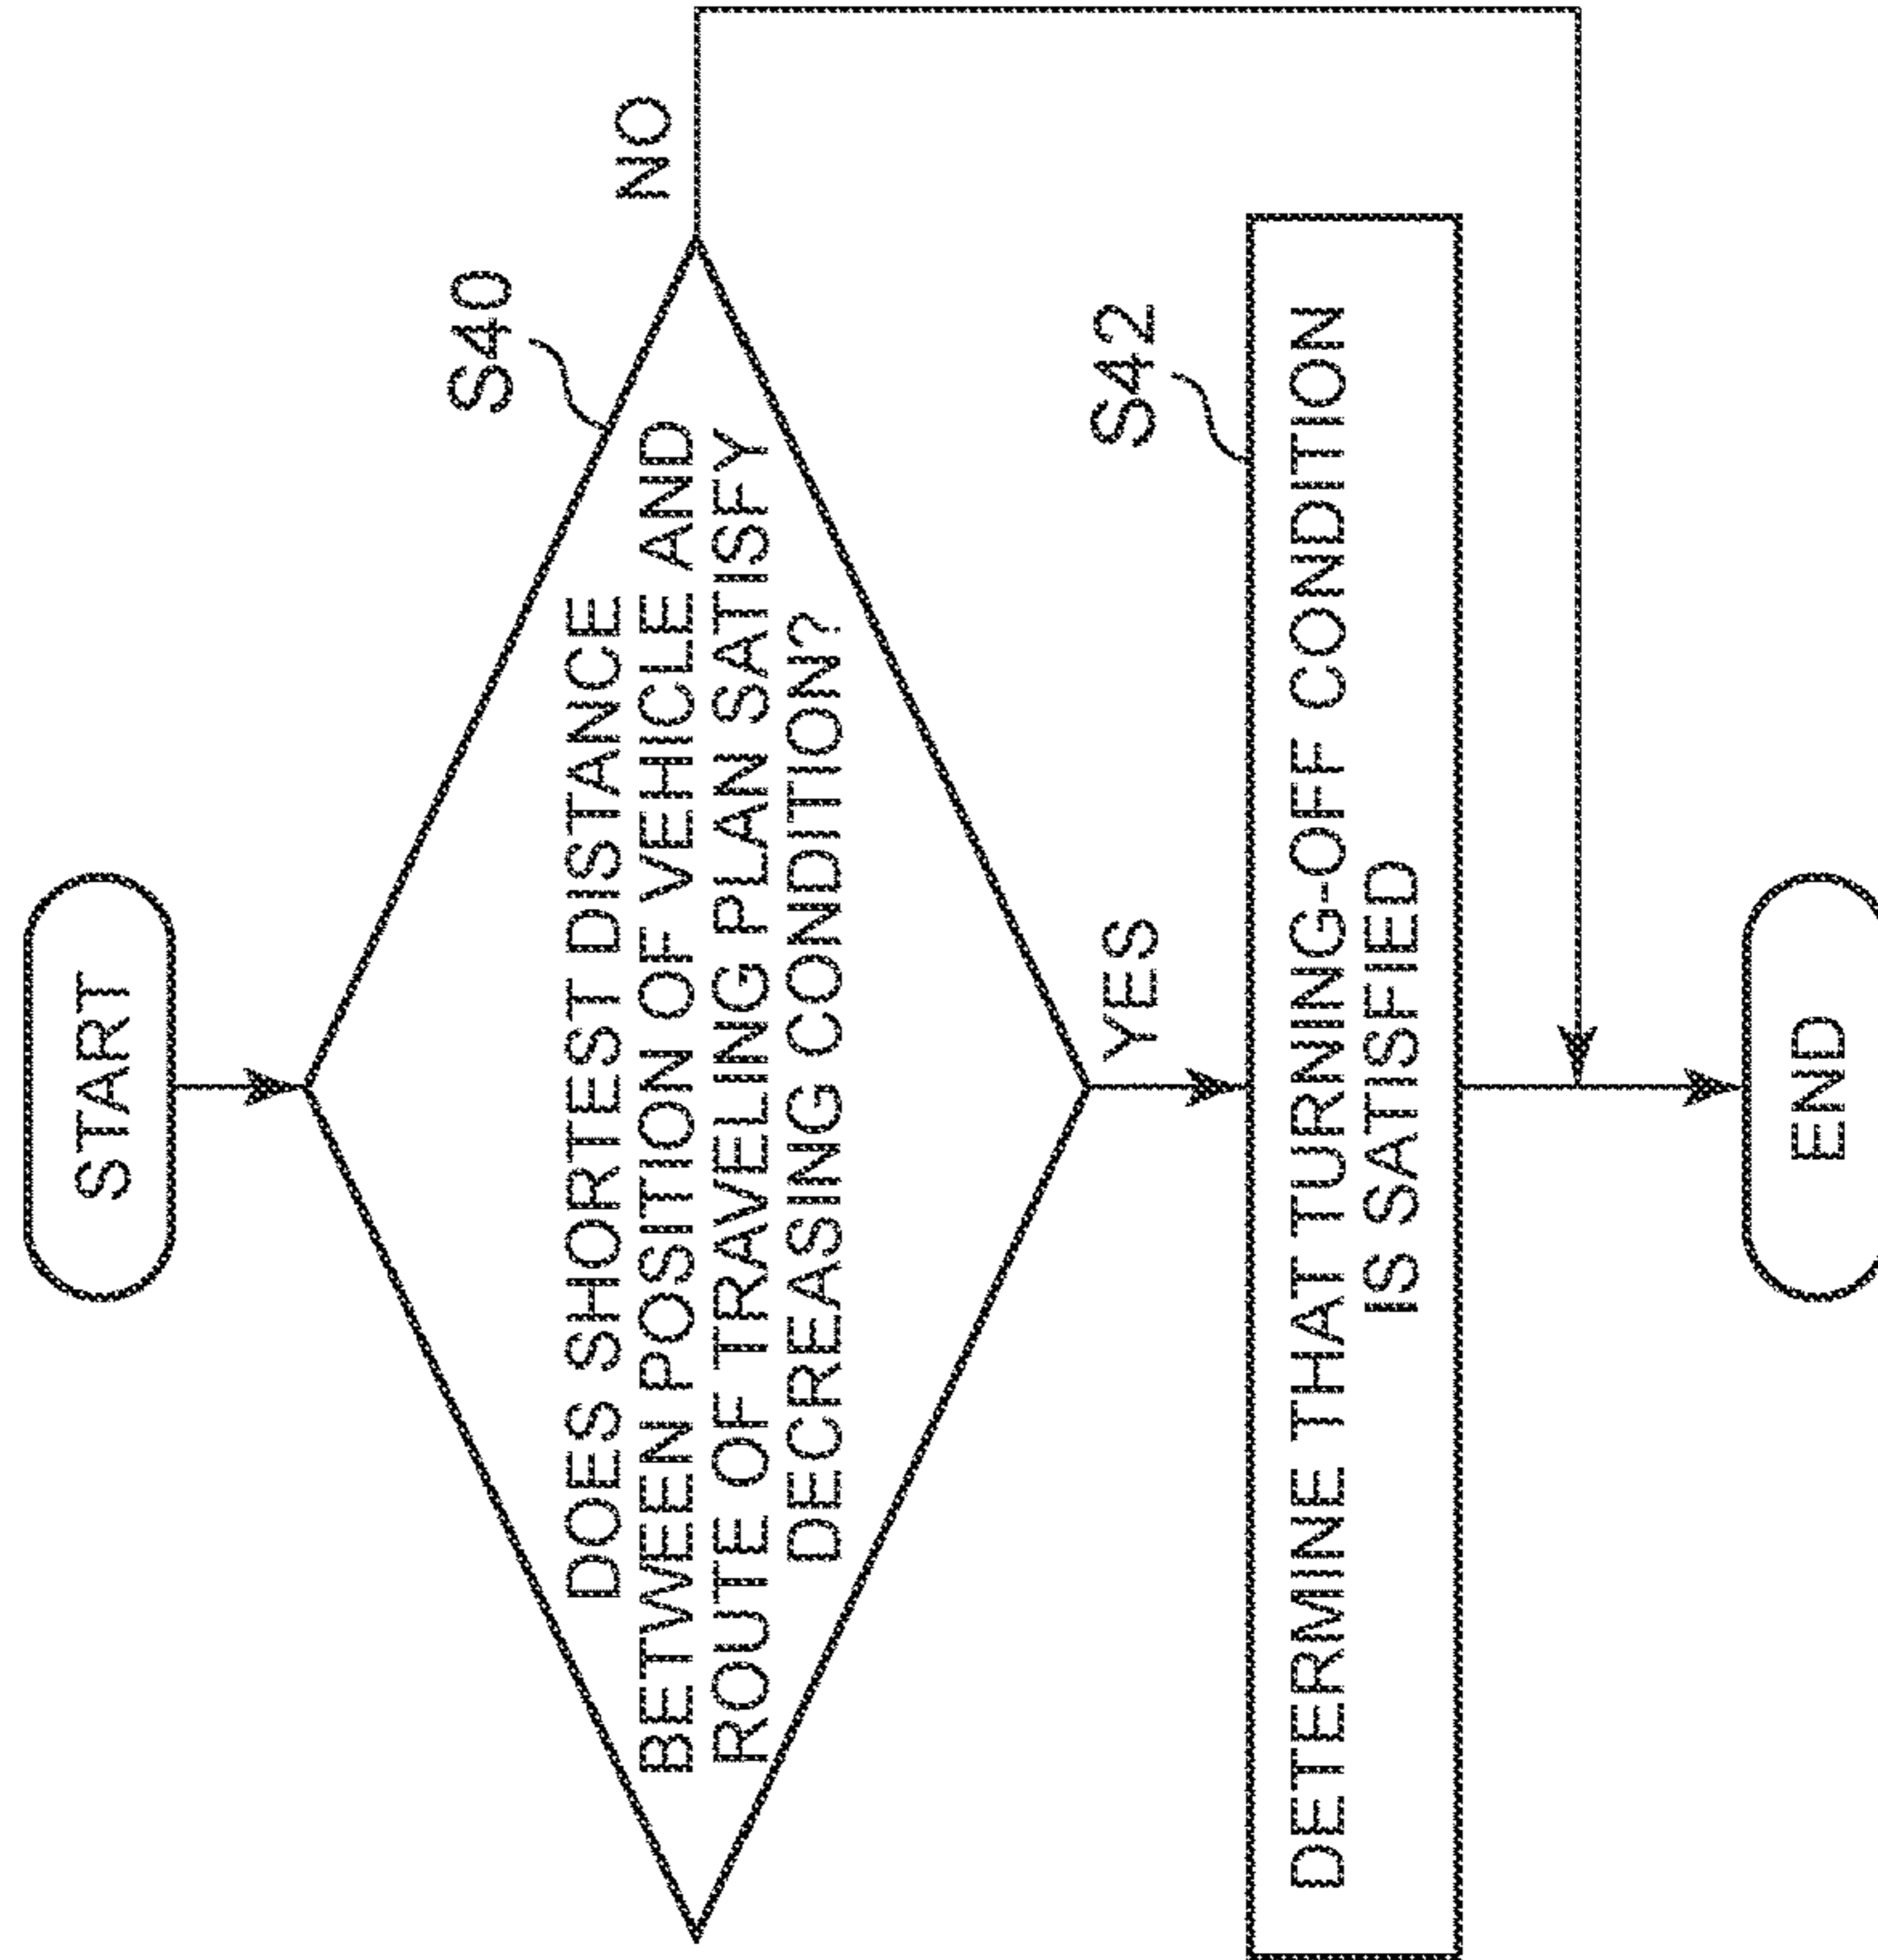 START
S40
DOES SHORTEST DISTANCE
BETWEEN POSITION OF VEHICLE AND
ROUTE OF TRAVELING PLAN SATISFY
DECREASING CONDITION?
NO
YES
S42
DETERMINE THAT TURNING-OFF CONDITION
IS SATISFIED
END